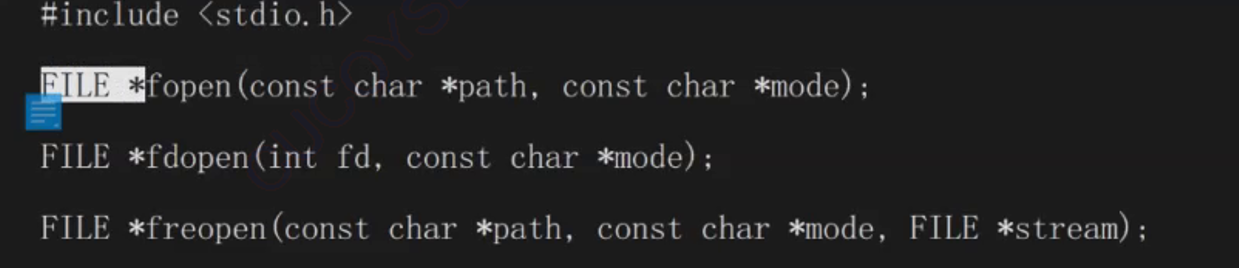 #include <stdio.h>
FILE *fopen(const char *path, const char *mode);
FILE *fdopen(int fd, const char *mode);
FILE *freopen(const char *path, const char *mode, FILE *stream);